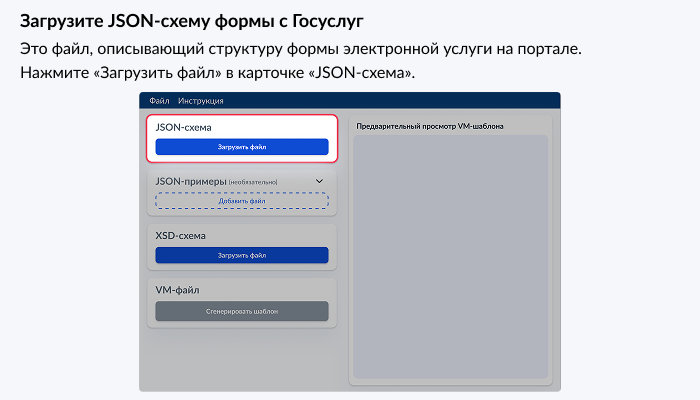 Загрузите JSON-схему формы с Госуслуг
Это файл, описывающий структуру формы электронной услуги на портале.
Нажмите «Загрузить файл» в карточке «JSON-схема».
Файл Инструкция
JSON-схема
Загрузить файл
JSON-примеры (необязательно)
Добавить файл
XSD-схема
Загрузить файл
VM-файл
Сгенерировать шаблон
Предварительный просмотр VM-шаблона